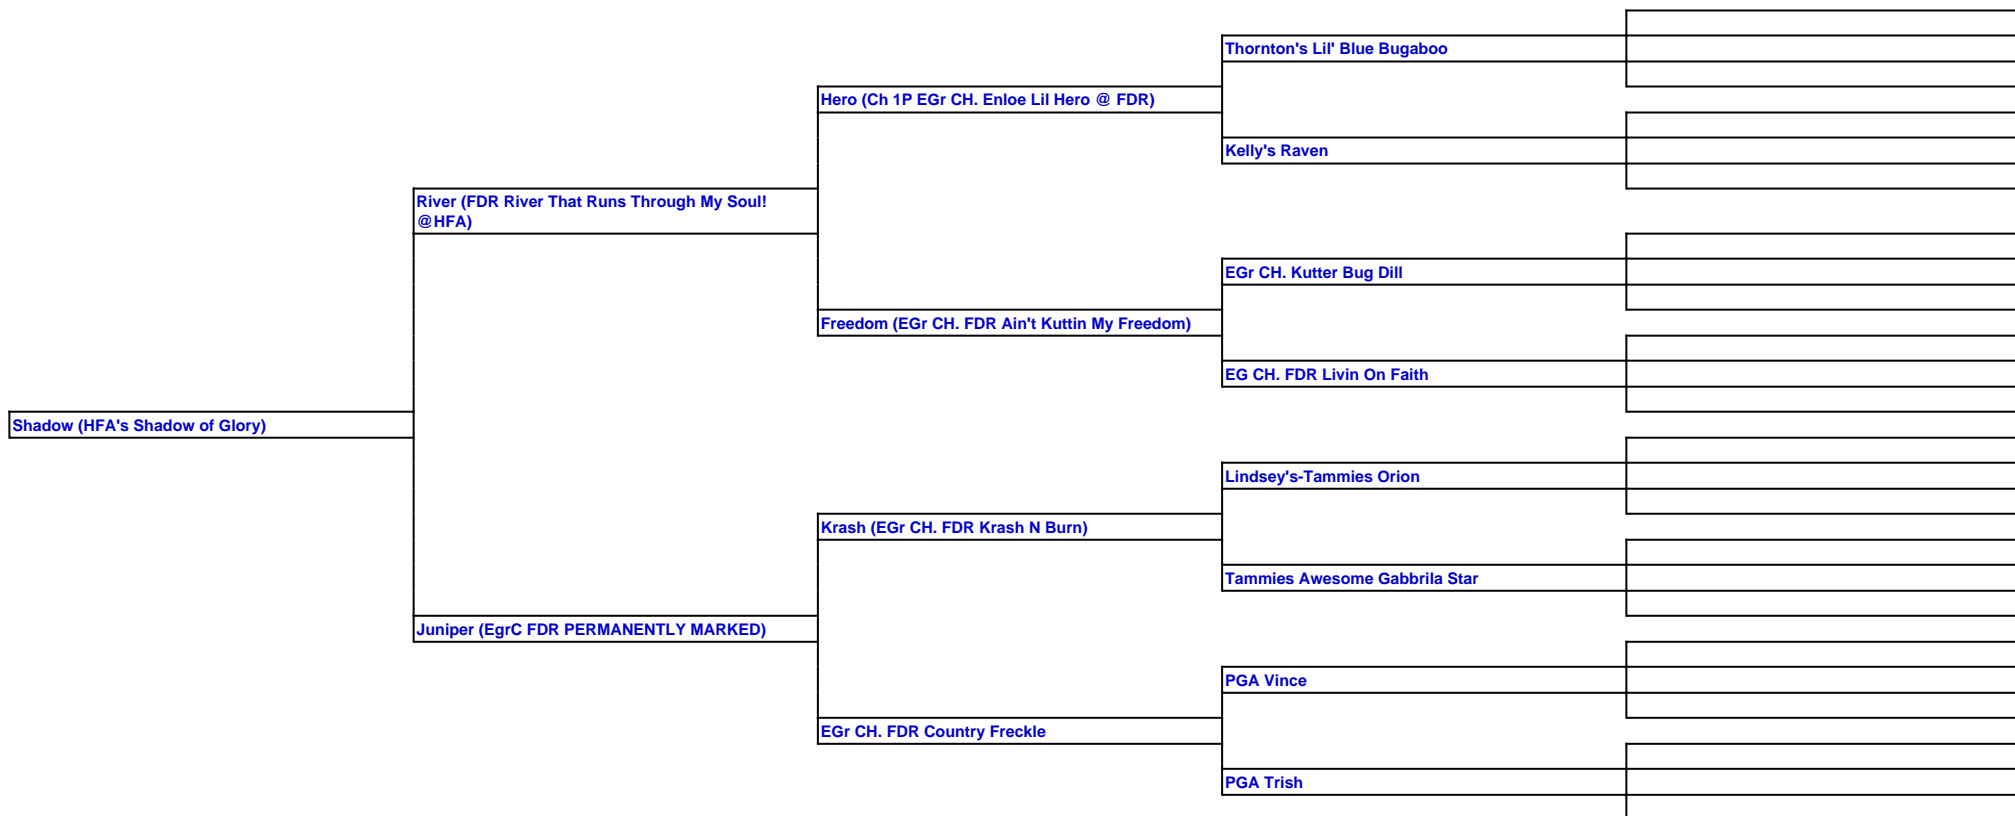 Thornton's Lil' Blue Bugaboo
Hero (Ch 1P EGr CH. Enloe Lil Hero @ FDR)
Kelly's Raven
River (FDR River That Runs Through My Soul!
@HFA)
EGr CH. Kutter Bug Dill
Freedom (EGr CH. FDR Ain't Kuttin My Freedom)
EG CH. FDR Livin On Faith
Shadow (HFA's Shadow of Glory)
Lindsey's-Tammies Orion
Krash (EGr CH. FDR Krash N Burn)
Tammies Awesome Gabbrila Star
Juniper (EgrC FDR PERMANENTLY MARKED)
PGA Vince
EGr CH. FDR Country Freckle
PGA Trish